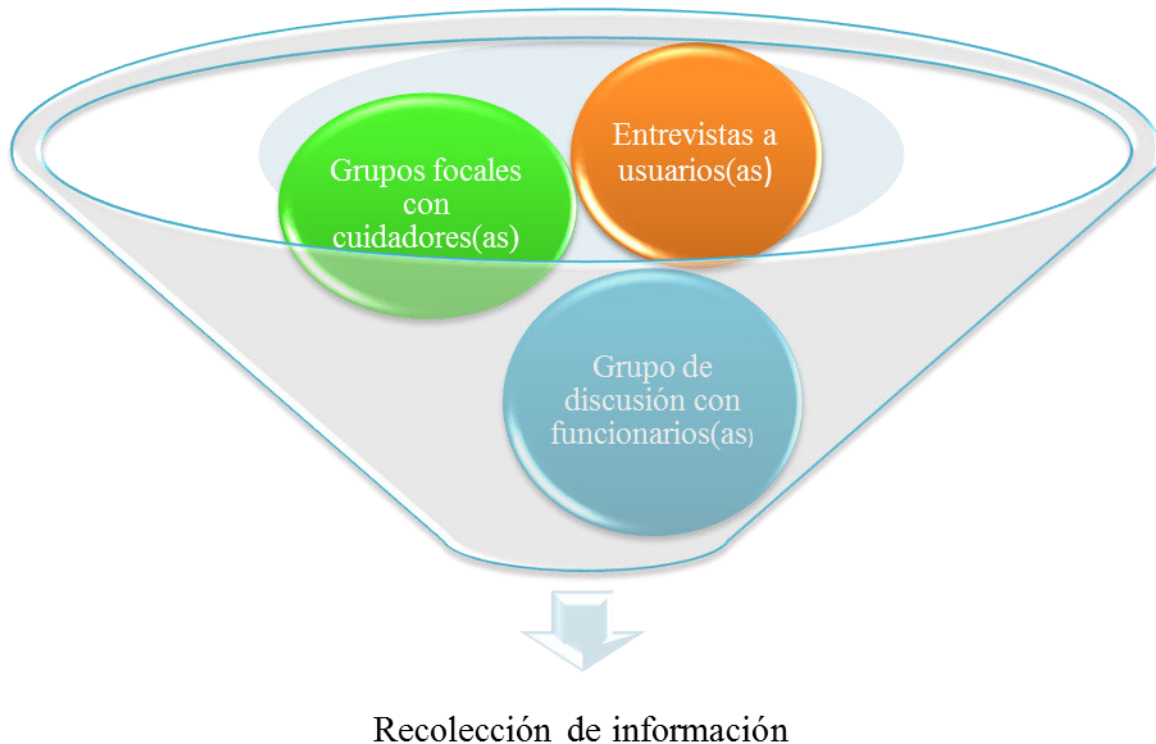 Entrevistas a
usuarios(as)
Grupos focales
con
cuidadores(as)
Grupo de
discusión con
funcionarios(as)
Recolección de información